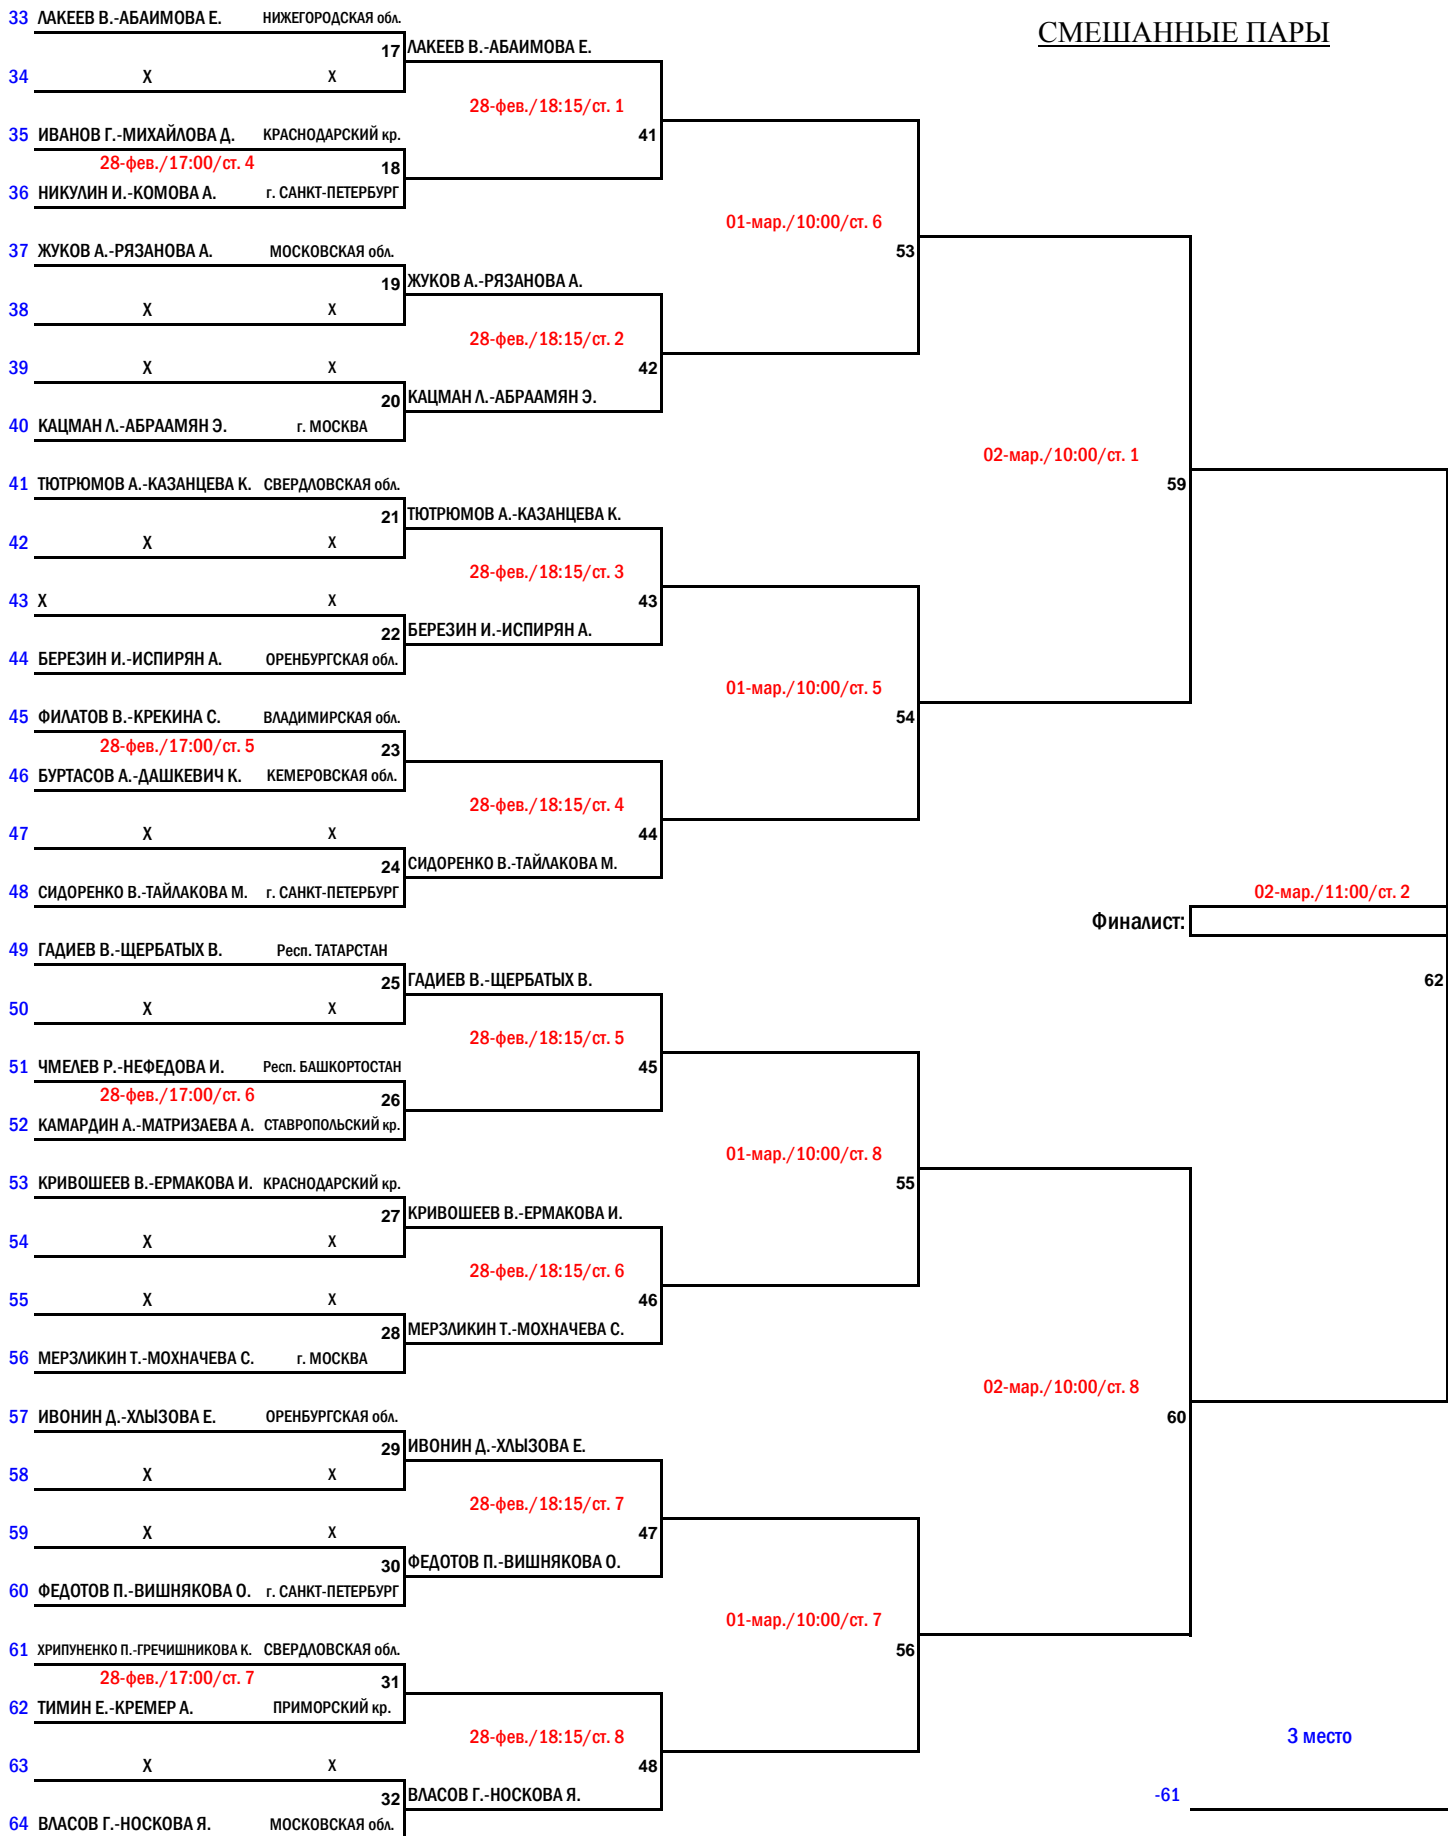 33 ЛАКЕЕВ В.-АБАИМОВА Е. НИЖЕГОРОДСКАЯ обл.
СМЕШАННЫЕ ПАРЫ
17 ЛАКЕЕВ В.-АБАИМОВА Е.
34 X X
28-фев./18:15/ст. 1
35 ИВАНОВ Г.-МИХАЙЛОВА Д. КРАСНОДАРСКИЙ кр. 41
28-фев./17:00/ст. 4 18
36 НИКУЛИН И.-КОМОВА А. г. САНКТ-ПЕТЕРБУРГ
01-мар./10:00/ст. 6
37 ЖУКОВ А.-РЯЗАНОВА А. МОСКОВСКАЯ обл. 53
19 ЖУКОВ А.-РЯЗАНОВА А.
38 X X
28-фев./18:15/ст. 2
39 X X 42
20 КАЦМАН Л.-АБРААМЯН Э.
40 КАЦМАН Л.-АБРААМЯН Э. г. МОСКВА
02-мар./10:00/ст. 1
41 ТЮТРЮМОВ А.-КАЗАНЦЕВА К. СВЕРДЛОВСКАЯ обл. 59
21 ТЮТРЮМОВ А.-КАЗАНЦЕВА К.
42 X X
28-фев./18:15/ст. 3
43 X X 43
22 БЕРЕЗИН И.-ИСПИРЯН А.
44 БЕРЕЗИН И.-ИСПИРЯН А. ОРЕНБУРГСКАЯ обл.
01-мар./10:00/ст. 5
45 ФИЛАТОВ В.-КРЕКИНА С. ВЛАДИМИРСКАЯ обл. 54
28-фев./17:00/ст. 5 23
46 БУРТАСОВ А.-ДАШКЕВИЧ К. КЕМЕРОВСКАЯ обл.
28-фев./18:15/ст. 4
47 X X 44
24 СИДОРЕНКО В.-ТАЙЛАКОВА М.
48 СИДОРЕНКО В.-ТАЙЛАКОВА М. г. САНКТ-ПЕТЕРБУРГ 02-мар./11:00/ст. 2
Финалист:
49 ГАДИЕВ В.-ЩЕРБАТЫХ В. Респ. ТАТАРСТАН
25 ГАДИЕВ В.-ЩЕРБАТЫХ В. 62
50 X X
28-фев./18:15/ст. 5
51 ЧМЕЛЕВ Р.-НЕФЕДОВА И. Респ. БАШКОРТОСТАН 45
28-фев./17:00/ст. 6 26
52 КАМАРДИН А.-МАТРИЗАЕВА А. СТАВРОПОЛЬСКИЙ кр.
01-мар./10:00/ст. 8
53 КРИВОШЕЕВ В.-ЕРМАКОВА И. КРАСНОДАРСКИЙ кр. 55
27 КРИВОШЕЕВ В.-ЕРМАКОВА И.
54 X X
28-фев./18:15/ст. 6
55 X X 46
28 МЕРЗЛИКИН Т.-МОХНАЧЕВА С.
56 МЕРЗЛИКИН Т.-МОХНАЧЕВА С. г. МОСКВА
02-мар./10:00/ст. 8
57 ИВОНИН Д.-ХЛЫЗОВА Е. ОРЕНБУРГСКАЯ обл. 60
29 ИВОНИН Д.-ХЛЫЗОВА Е.
58 X X
28-фев./18:15/ст. 7
59 X X 47
30 ФЕДОТОВ П.-ВИШНЯКОВА О.
60 ФЕДОТОВ П.-ВИШНЯКОВА О. г. САНКТ-ПЕТЕРБУРГ
01-мар./10:00/ст. 7
61 ХРИПУНЕНКО П.-ГРЕЧИШНИКОВА К. СВЕРДЛОВСКАЯ обл. 56
28-фев./17:00/ст. 7 31
62 ТИМИН Е.-КРЕМЕР А. ПРИМОРСКИЙ кр.
28-фев./18:15/ст. 8 3 место
63 X X 48
32 ВЛАСОВ Г.-НОСКОВА Я. -61
64 ВЛАСОВ Г.-НОСКОВА Я. МОСКОВСКАЯ обл.